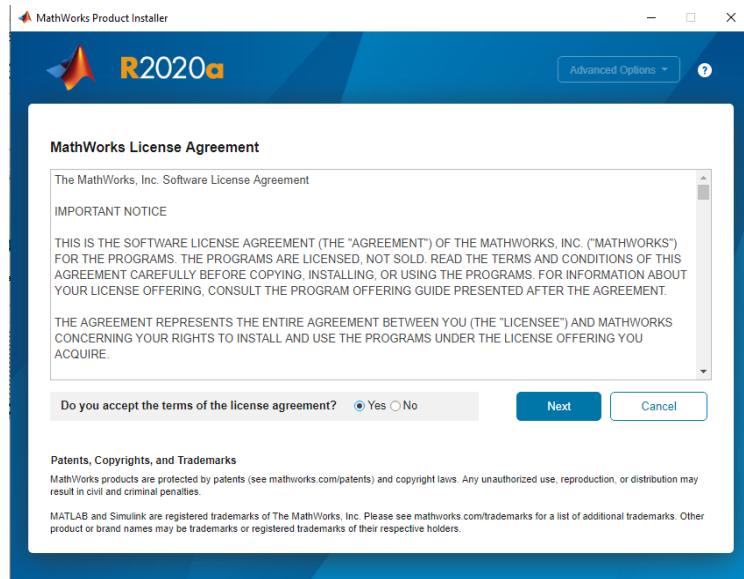 MathWorks Product Installer
R2020a
Advanced Options
?
MathWorks License Agreement
The MathWorks, Inc. Software License Agreement
IMPORTANT NOTICE
THIS IS THE SOFTWARE LICENSE AGREEMENT (THE "AGREEMENT") OF THE MATHWORKS, INC. ("MATHWORKS")
FOR THE PROGRAMS. THE PROGRAMS ARE LICENSED, NOT SOLD. READ THE TERMS AND CONDITIONS OF THIS
AGREEMENT CAREFULLY BEFORE COPYING, INSTALLING, OR USING THE PROGRAMS. FOR INFORMATION ABOUT
YOUR LICENSE OFFERING, CONSULT THE PROGRAM OFFERING GUIDE PRESENTED AFTER THE AGREEMENT.
THE AGREEMENT REPRESENTS THE ENTIRE AGREEMENT BETWEEN YOU (THE "LICENSEE") AND MATHWORKS
CONCERNING YOUR RIGHTS TO INSTALL AND USE THE PROGRAMS UNDER THE LICENSE OFFERING YOU
ACQUIRE.
Do you accept the terms of the license agreement? Yes No Next Cancel
Patents, Copyrights, and Trademarks
MathWorks products are protected by patents (see mathworks.com/patents) and copyright laws. Any unauthorized use, reproduction, or distribution may
result in civil and criminal penalties.
MATLAB and Simulink are registered trademarks of The MathWorks, Inc. Please see mathworks.com/trademarks for a list of additional trademarks. Other
product or brand names may be trademarks or registered trademarks of their respective holders.